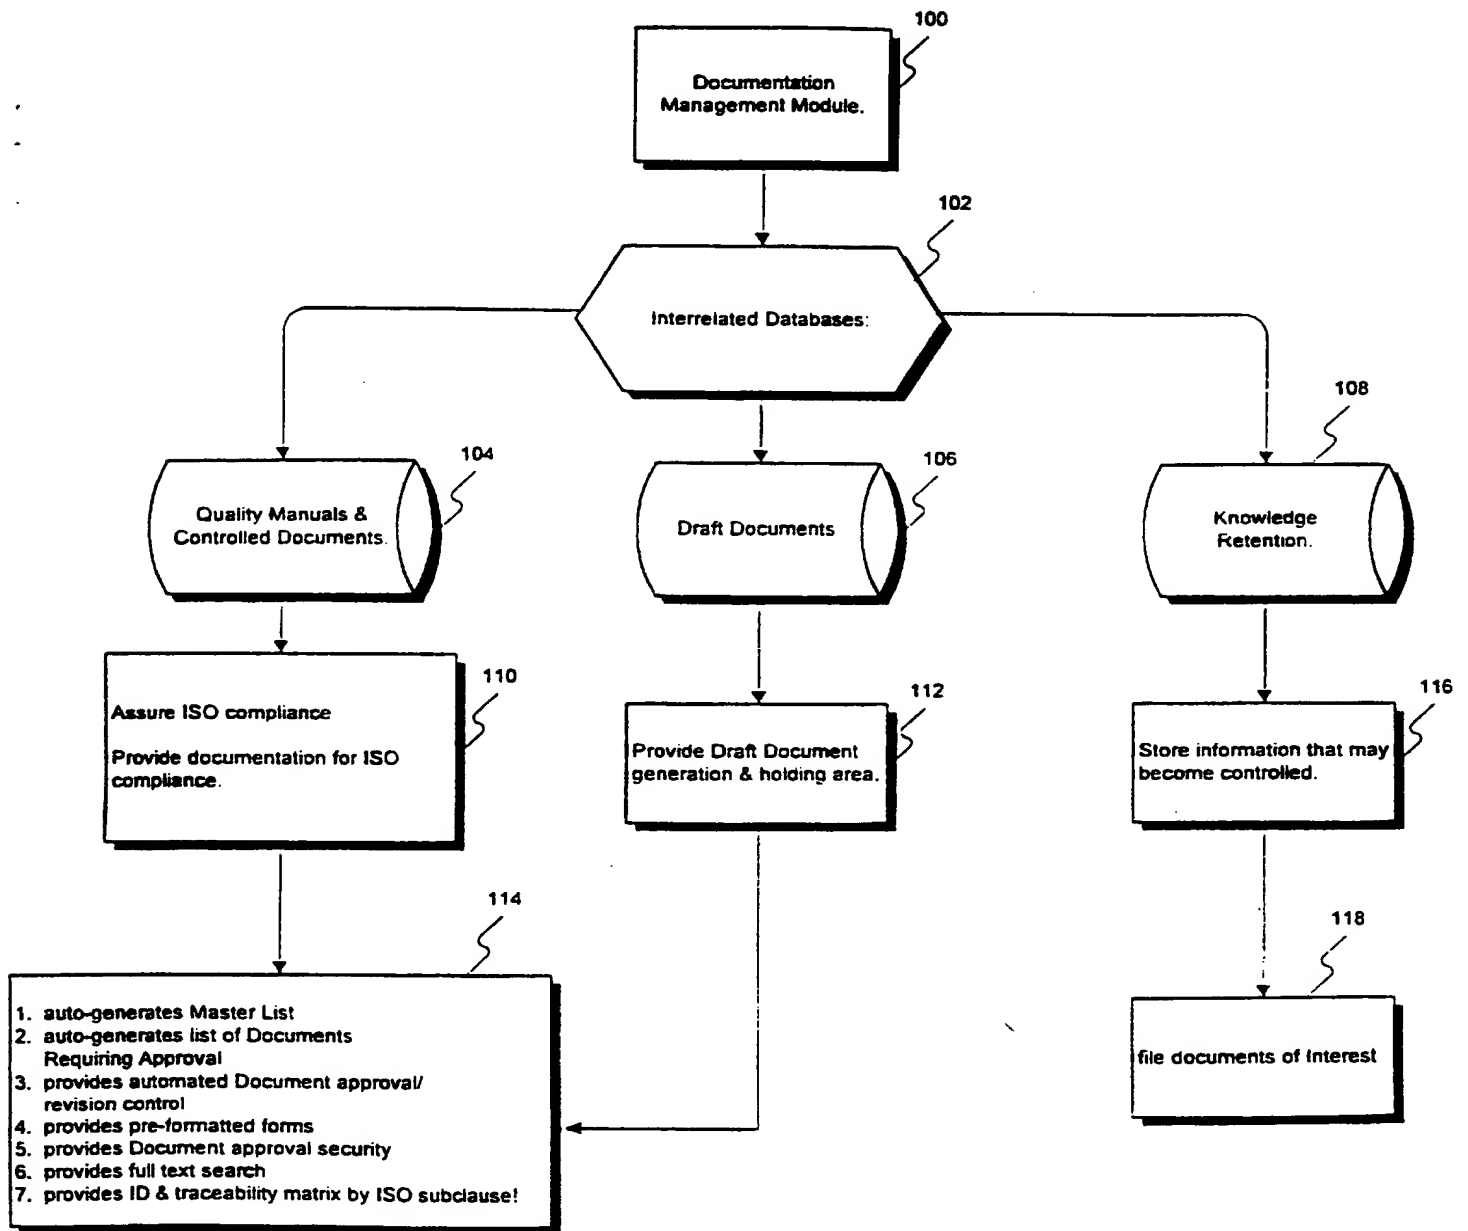 100
Documentation
Management Module.
102
Interrelated Databases:
104
Quality Manuals &
Controlled Documents.
106
Draft Documents
108
Knowledge
Retention.
110
Assure ISO compliance
Provide documentation for ISO
compliance.
112
Provide Draft Document
generation & holding area.
116
Store information that may
become controlled.
114
1. auto-generates Master List
2. auto-generates list of Documents
Requiring Approval
3. provides automated Document approval/
revision control
4. provides pre-formatted forms
5. provides Document approval security
6. provides full text search
7. provides ID & traceability matrix by ISO subclause!
118
file documents of Interest